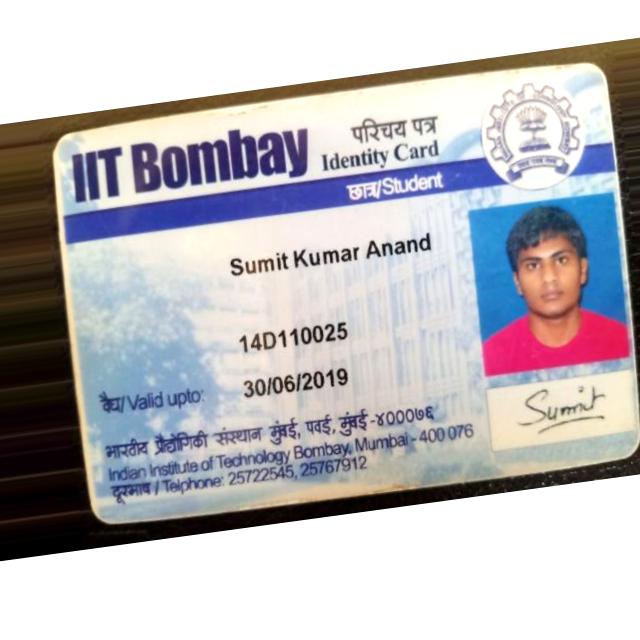 IIT Bombay
परिचय पत्र
Identity Card
छात्र/Student
Sumit Kumar Anand
14D110025
वैध/Valid upto: 30/06/2019
भारतीय प्रौद्योगिकी संस्थान मुंबई, पवई, मुंबई -४०००७६
Indian Institute of Technology Bombay, Mumbai - 400 076
दूरभाष / Telphone: 25722545, 25767912
Sumit